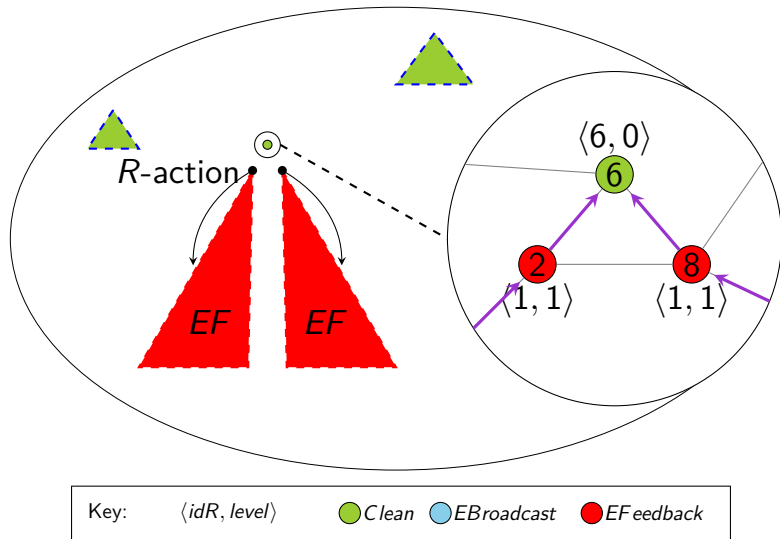 ⟨6, 0⟩
6
R-action
2
8
⟨1, 1⟩
⟨1, 1⟩
EF
EF
Key: ⟨idR, level⟩ Clean EBroadcast EFeedback